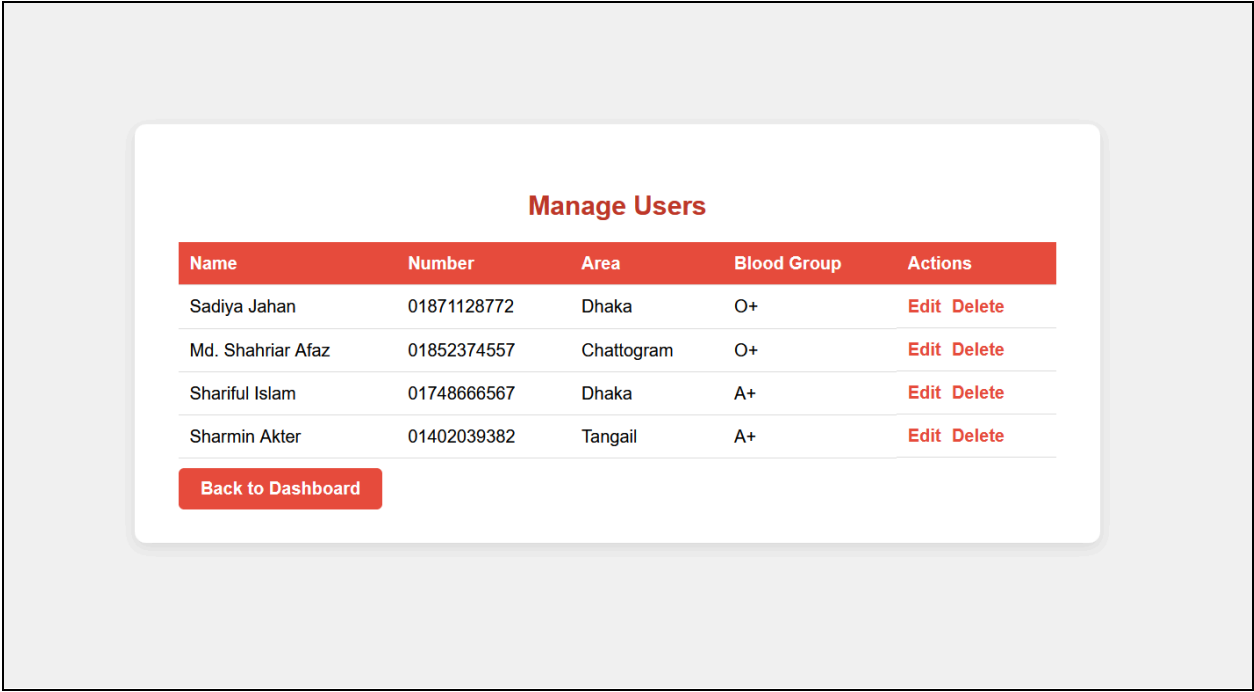 Manage Users
Name Number Area Blood Group Actions
Sadiya Jahan 01871128772 Dhaka O+ Edit Delete
Md. Shahriar Afaz 01852374557 Chattogram O+ Edit Delete
Shariful Islam 01748666567 Dhaka A+ Edit Delete
Sharmin Akter 01402039382 Tangail A+ Edit Delete
Back to Dashboard